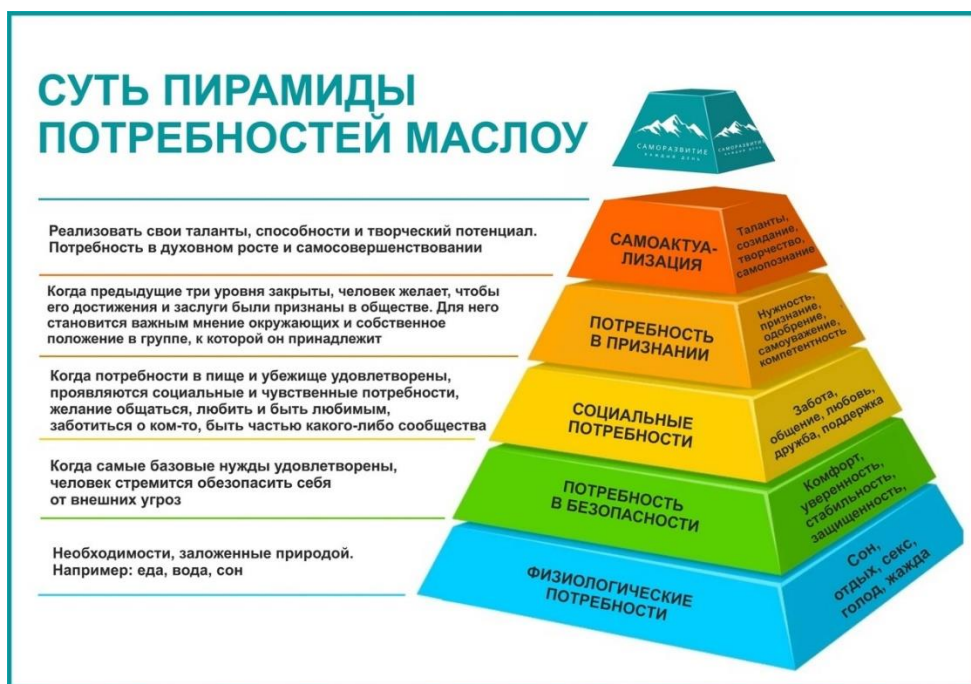 СУТЬ ПИРАМИДЫ
ПОТРЕБНОСТЕЙ МАСЛОУ
САМОРАЗВИТИЕ
КАЖДЫЙ ДЕНЬ
САМОРАЗВИТИЕ
КАЖДЫЙ ДЕНЬ
Реализовать свои таланты, способности и творческий потенциал.
Потребность в духовном росте и самосовершенствовании
САМОАКТУА-
ЛИЗАЦИЯ
Таланты,
созидание,
творчество,
самопознание
Когда предыдущие три уровня закрыты, человек желает, чтобы
его достижения и заслуги были признаны в обществе. Для него
становится важным мнение окружающих и собственное
положение в группе, к которой он принадлежит
ПОТРЕБНОСТЬ
В ПРИЗНАНИИ
Нужность,
признание,
одобрение,
самоуважение,
компетентность
Когда потребности в пище и убежище удовлетворены,
проявляются социальные и чувственные потребности,
желание общаться, любить и быть любимым,
заботиться о ком-то, быть частью какого-либо сообщества
СОЦИАЛЬНЫЕ
ПОТРЕБНОСТИ
Забота,
общение, любовь,
дружба, поддержка
Когда самые базовые нужды удовлетворены,
человек стремится обезопасить себя
от внешних угроз
ПОТРЕБНОСТЬ
В БЕЗОПАСНОСТИ
Комфорт,
уверенность,
стабильность,
защищенность,
Необходимости, заложенные природой.
Например: еда, вода, сон
ФИЗИОЛОГИЧЕСКИЕ
ПОТРЕБНОСТИ
Сон,
отдых, секс,
голод, жажда